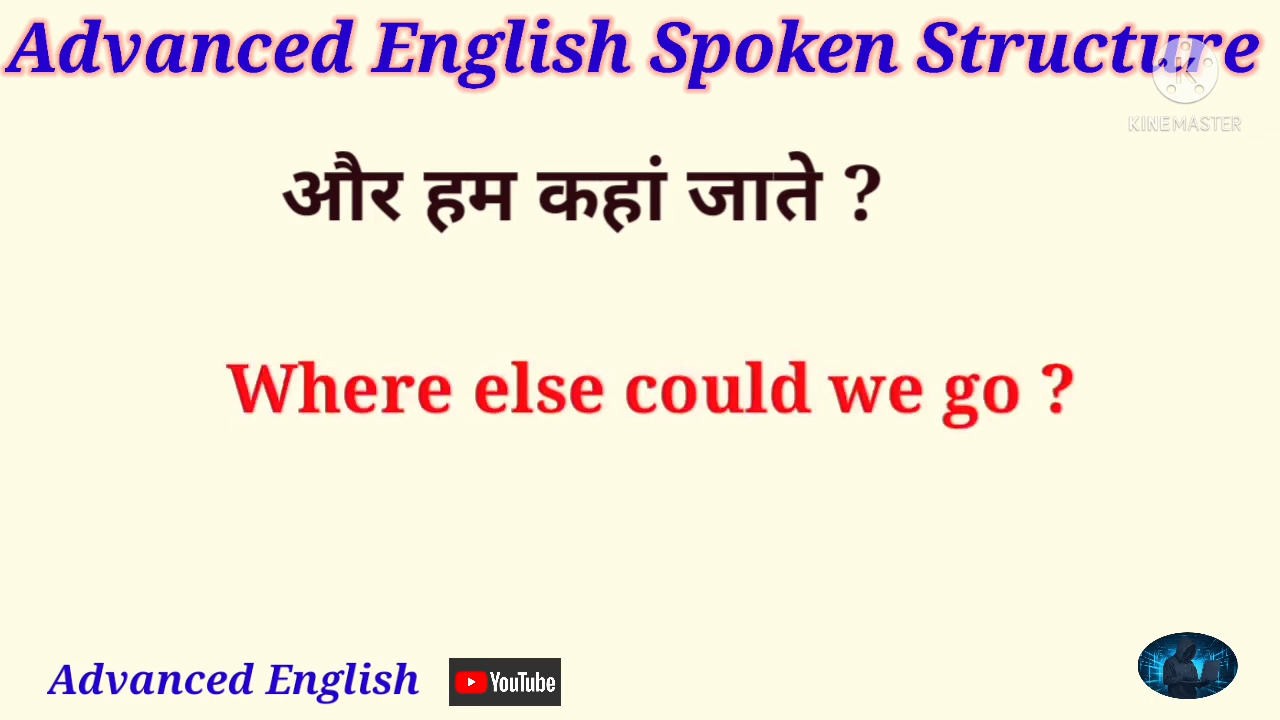 Advanced English Spoken Structure
KINEMASTER
और हम कहां जाते ?
Where else could we go ?
Advanced English
YouTube